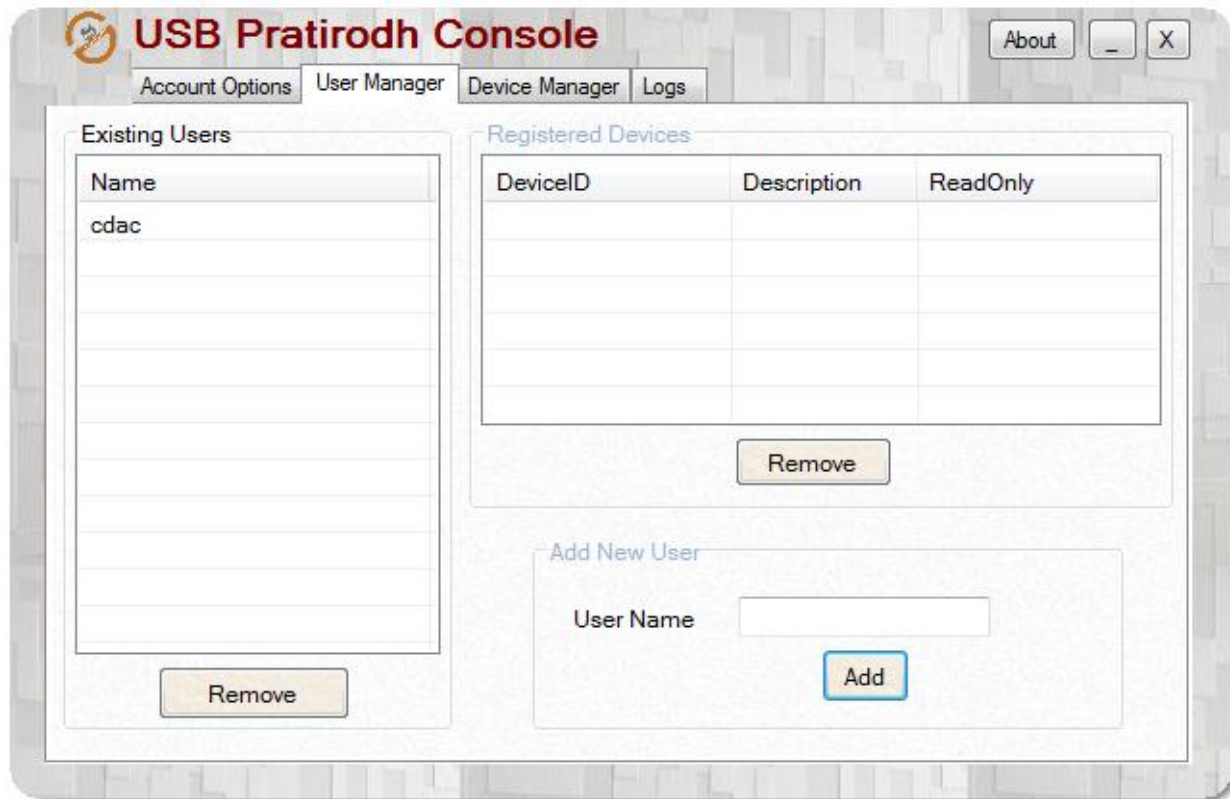 USB Pratirodh Console
About
_
X
Account Options
User Manager
Device Manager
Logs
Existing Users
Name
cdac
Remove
Registered Devices
DeviceID Description ReadOnly
Remove
Add New User
User Name
Add